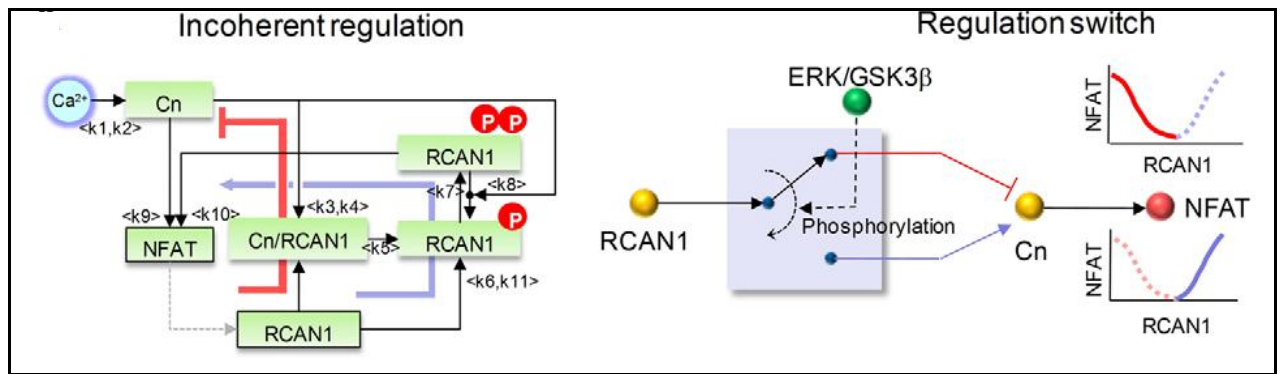 Incoherent regulation
Ca²⁺
Cn
<k1,k2>
P P
RCAN1
<k7>
<k8>
<k9>
<k10>
<k3,k4>
P
NFAT
Cn/RCAN1
<k5>
RCAN1
<k6,k11>
RCAN1
Regulation switch
ERK/GSK3β
NFAT
RCAN1
RCAN1
Phosphorylation
Cn
NFAT
NFAT
RCAN1